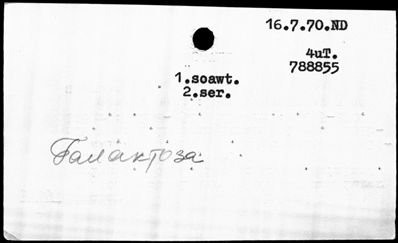 16.7.70.ND
4uT.
788855
1.soawt.
2.ser.
Галактоза